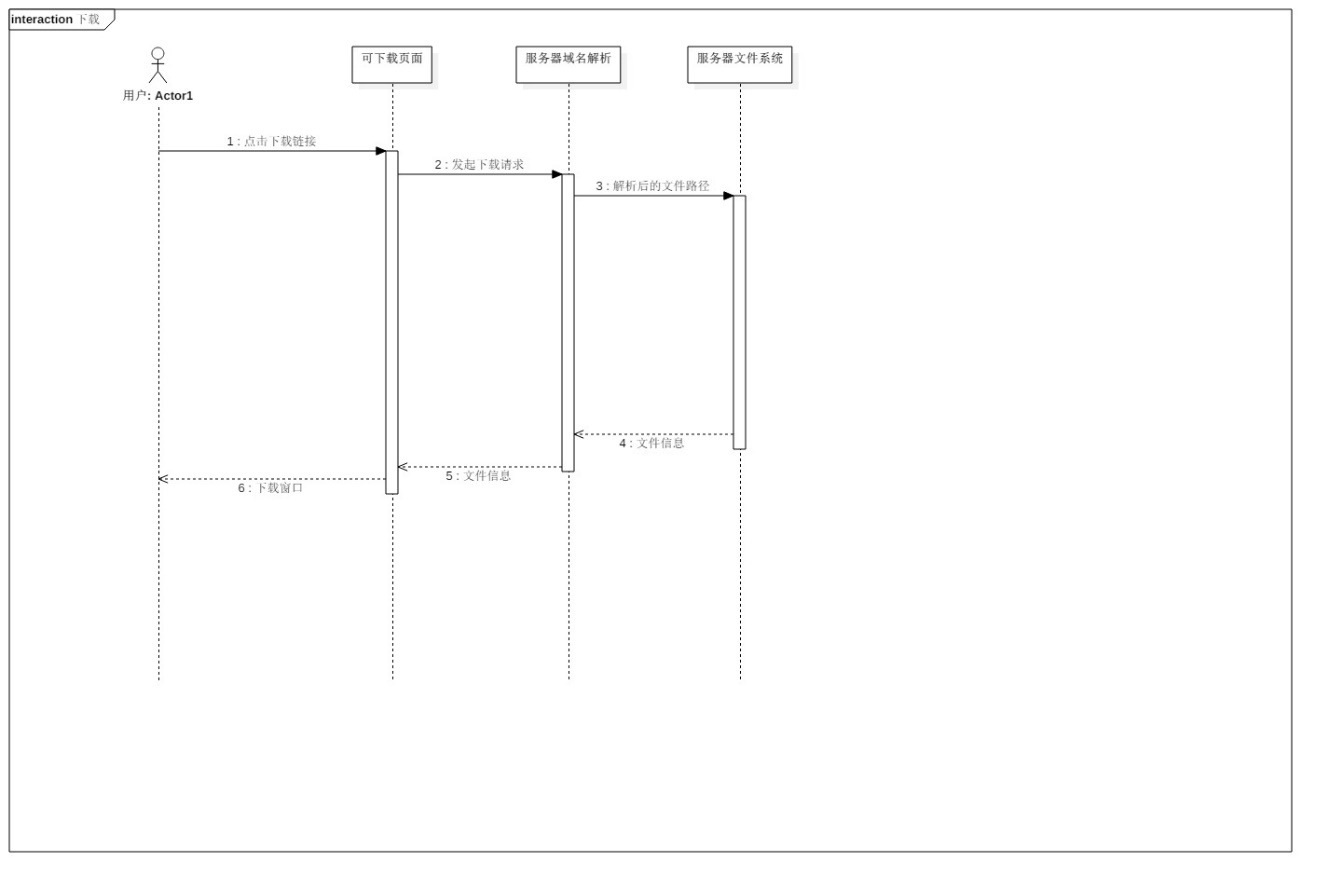 interaction 下载
用户: Actor1
可下载页面
服务器域名解析
服务器文件系统
1 : 点击下载链接
2 : 发起下载请求
3 : 解析后的文件路径
4 : 文件信息
5 : 文件信息
6 : 下载窗口